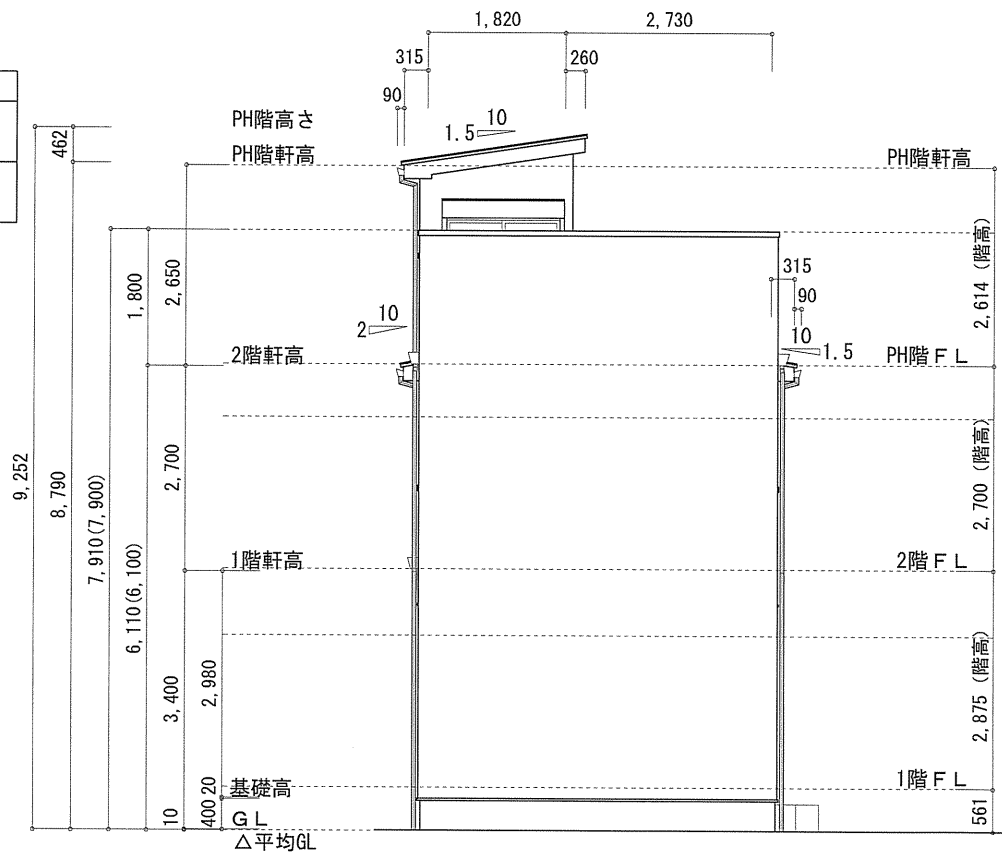 1,820
2,730
315
260
90
PH階高さ
10
1.5
462
PH階軒高
PH階軒高
2,650
1,800
2,614 (階高)
315
90
10
2
10
1.5
2階軒高
PH階ＦＬ
9,252
8,790
7,910(7,900)
6,110(6,100)
2,700
2,700 (階高)
1階軒高
2階ＦＬ
3,400
2,980
2,875 (階高)
1階ＦＬ
20
基礎高
10
400
ＧＬ
561
△平均GL